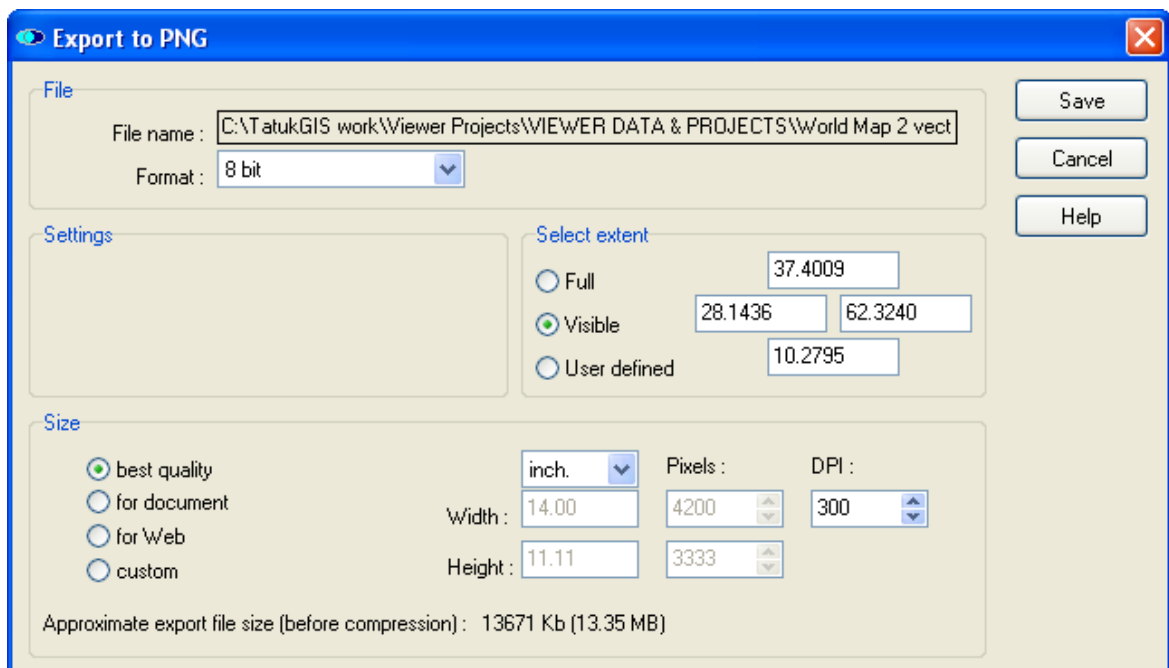 Export to PNG
File
File name : C:\TatukGIS work\Viewer Projects\VIEWER DATA & PROJECTS\World Map 2 vect
Format : 8 bit
Save
Cancel
Help
Settings
Select extent
Full
37.4009
Visible
28.1436 62.3240
User defined
10.2795
Size
best quality
for document
for Web
custom
inch. Pixels : DPI :
Width : 14.00 4200 300
Height : 11.11 3333
Approximate export file size (before compression) : 13671 Kb (13.35 MB)